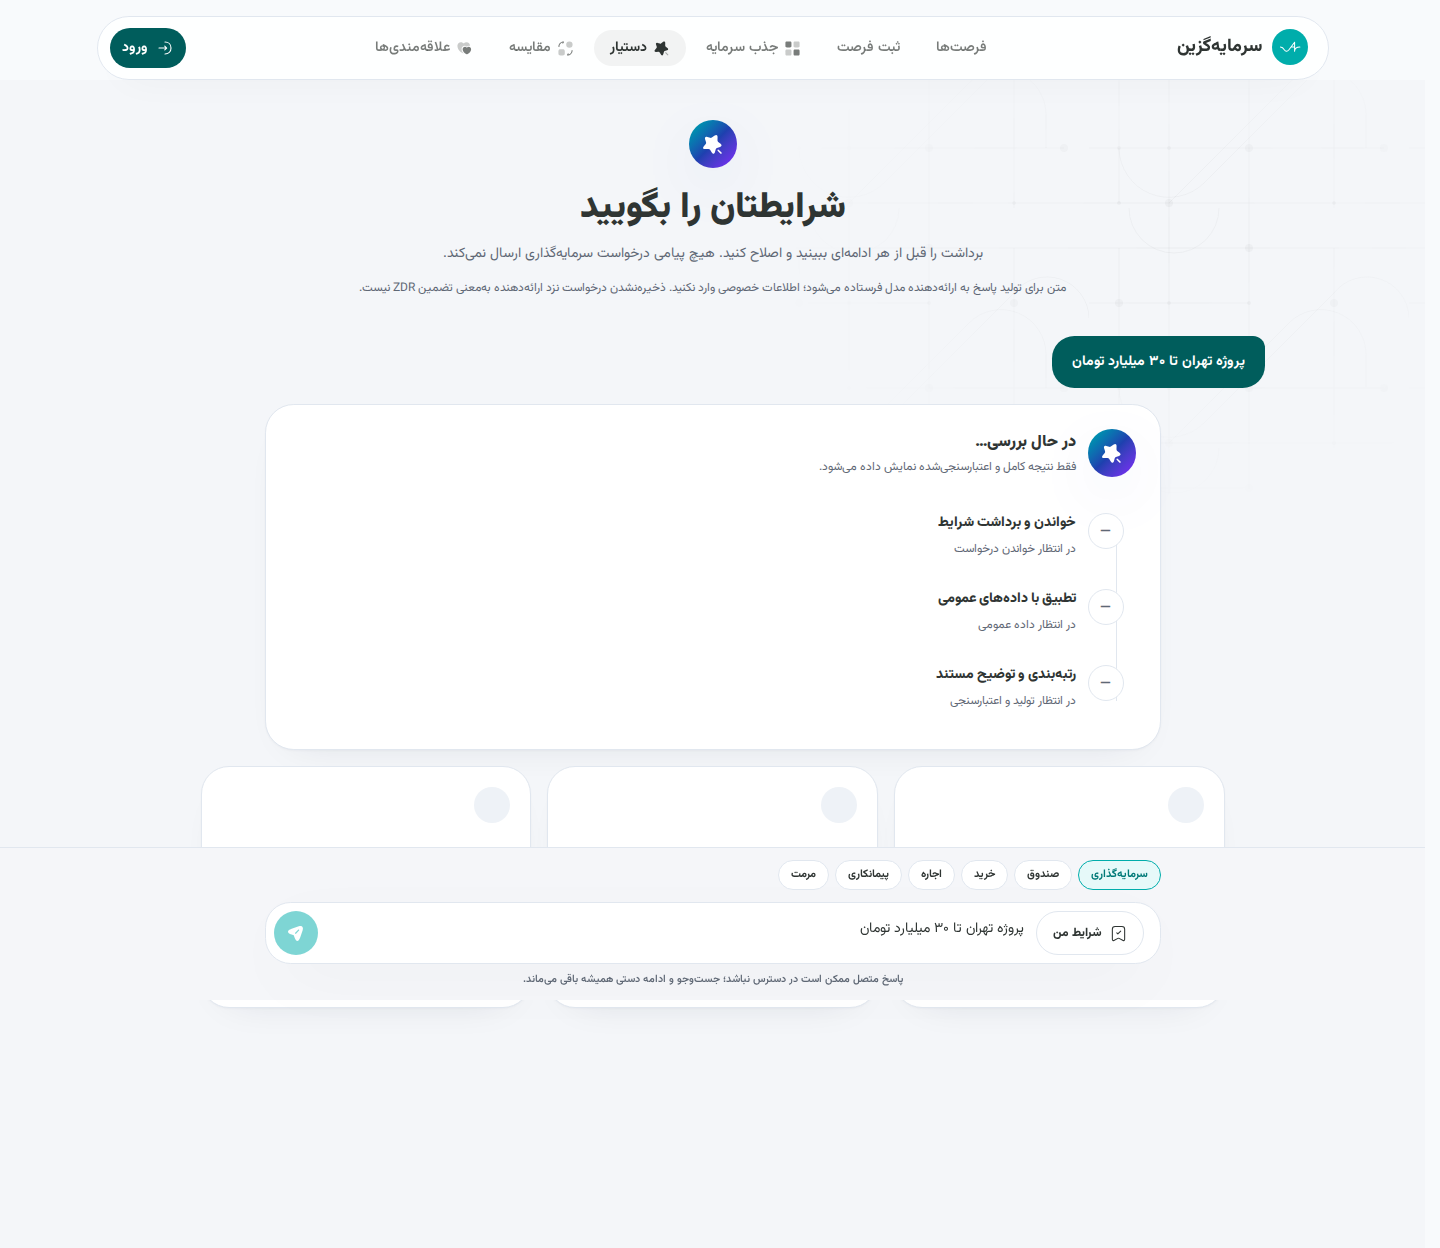 سرمایه‌گزین
فرصت‌ها
ثبت فرصت
جذب سرمایه
دستیار
مقایسه
علاقه‌مندی‌ها
ورود
شرایطتان را بگویید
برداشت را قبل از هر ادامه‌ای ببینید و اصلاح کنید. هیچ پیامی درخواست سرمایه‌گذاری ارسال نمی‌کند.
متن برای تولید پاسخ به ارائه‌دهنده مدل فرستاده می‌شود؛ اطلاعات خصوصی وارد نکنید. ذخیره‌نشدن درخواست نزد ارائه‌دهنده به‌معنی تضمین ZDR نیست.
پروژه تهران تا ۳۰ میلیارد تومان
در حال بررسی…
فقط نتیجه کامل و اعتبارسنجی‌شده نمایش داده می‌شود.
خواندن و برداشت شرایط
در انتظار خواندن درخواست
تطبیق با داده‌های عمومی
در انتظار داده عمومی
رتبه‌بندی و توضیح مستند
در انتظار تولید و اعتبارسنجی
سرمایه‌گذاری
صندوق
خرید
اجاره
پیمانکاری
مرمت
شرایط من
پروژه تهران تا ۳۰ میلیارد تومان
پاسخ متصل ممکن است در دسترس نباشد؛ جست‌وجو و ادامه دستی همیشه باقی می‌ماند.